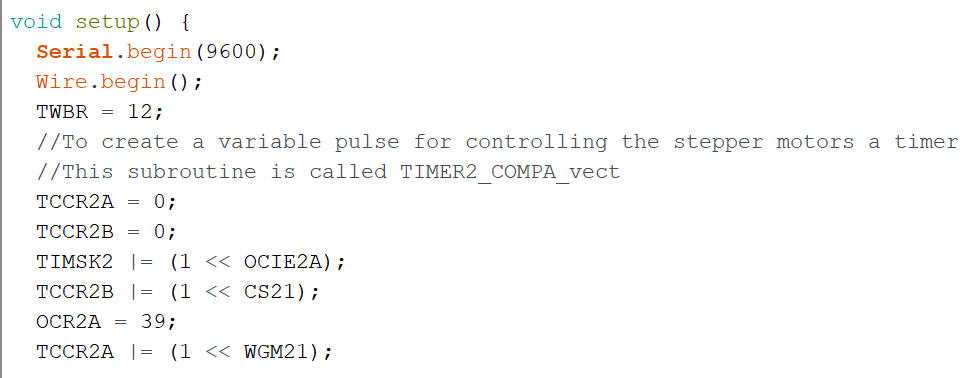 void setup() {
Serial.begin(9600);
Wire.begin();
TWBR = 12;
//To create a variable pulse for controlling the stepper motors a timer
//This subroutine is called TIMER2_COMPA_vect
TCCR2A = 0;
TCCR2B = 0;
TIMSK2 |= (1 << OCIE2A);
TCCR2B |= (1 << CS21);
OCR2A = 39;
TCCR2A |= (1 << WGM21);